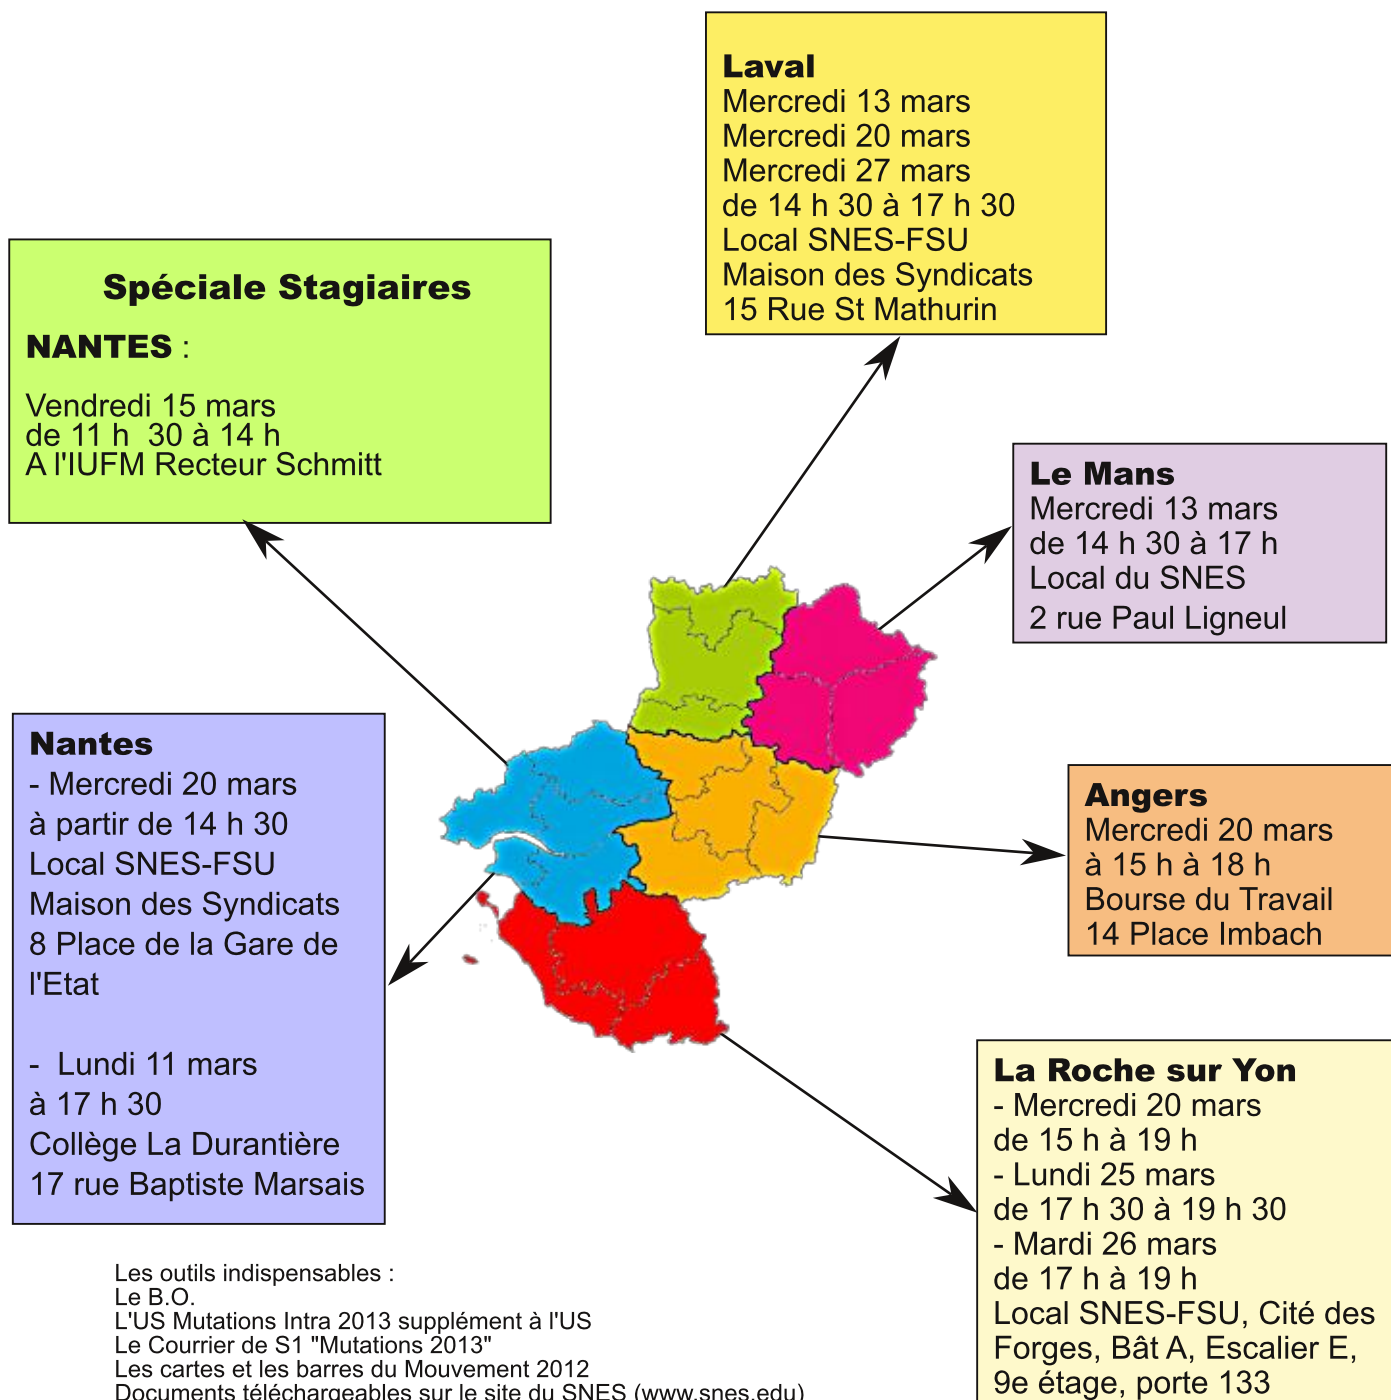 Laval
Mercredi 13 mars
Mercredi 20 mars
Mercredi 27 mars
de 14 h 30 à 17 h 30
Local SNES-FSU
Maison des Syndicats
15 Rue St Mathurin
Spéciale Stagiaires
NANTES :
Vendredi 15 mars
de 11 h  30 à 14 h
A l'IUFM Recteur Schmitt
Le Mans
Mercredi 13 mars
de 14 h 30 à 17 h
Local du SNES
2 rue Paul Ligneul
Nantes
- Mercredi 20 mars
à partir de 14 h 30
Local SNES-FSU
Maison des Syndicats
8 Place de la Gare de
l'Etat
-  Lundi 11 mars
à 17 h 30
Collège La Durantière
17 rue Baptiste Marsais
Angers
Mercredi 20 mars
à 15 h à 18 h
Bourse du Travail
14 Place Imbach
La Roche sur Yon
- Mercredi 20 mars
de 15 h à 19 h
- Lundi 25 mars
de 17 h 30 à 19 h 30
- Mardi 26 mars
de 17 h à 19 h
Local SNES-FSU, Cité des
Forges, Bât A, Escalier E,
9e étage, porte 133
Les outils indispensables :
Le B.O.
L'US Mutations Intra 2013 supplément à l'US
Le Courrier de S1 "Mutations 2013"
Les cartes et les barres du Mouvement 2012
Documents téléchargeables sur le site du SNES (www.snes.edu)